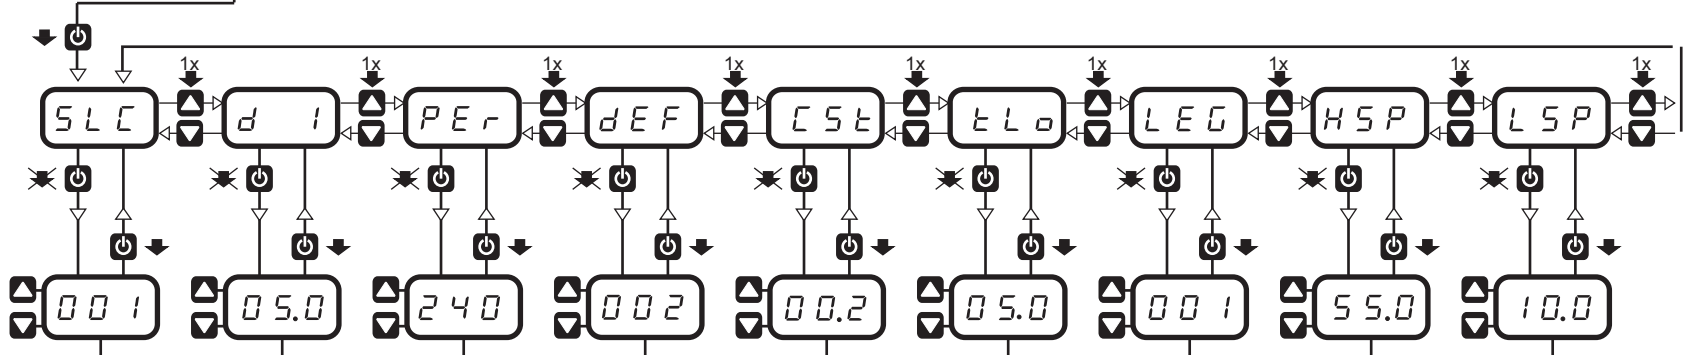 1x 1x 1x 1x 1x 1x 1x 1x 1x
SLC d 1 PEr dEF CSt tLo LEG HSP LSP
001 05.0 240 002 00.2 05.0 001 55.0 10.0